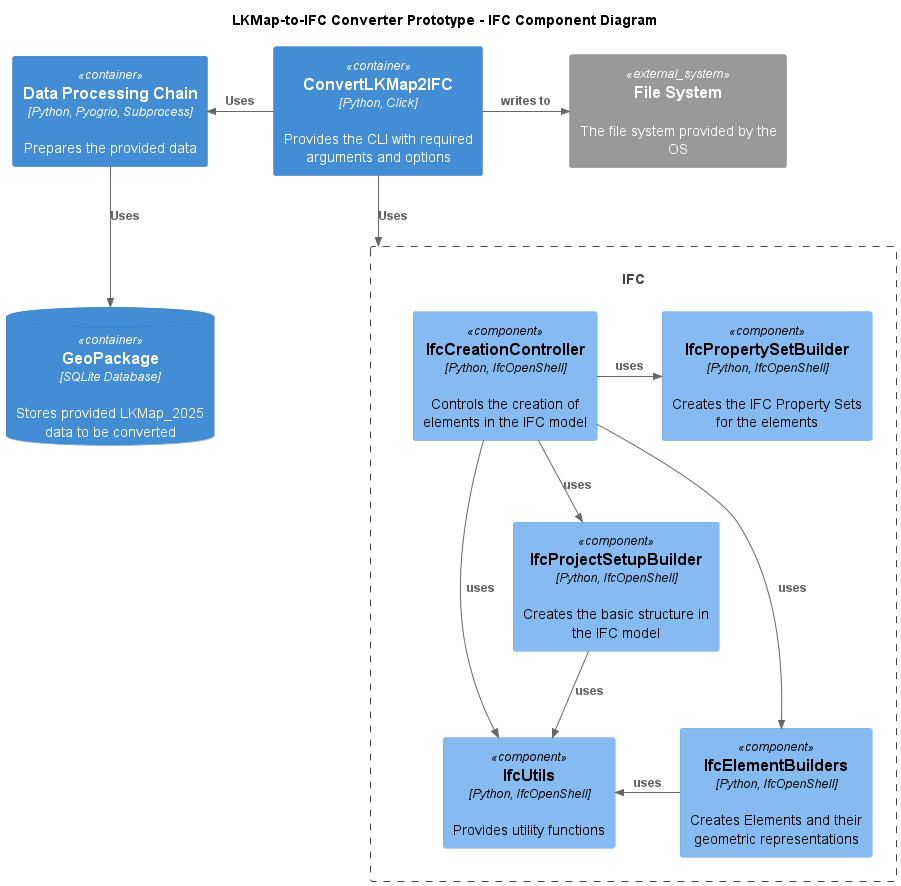 LKMap-to-IFC Converter Prototype - IFC Component Diagram
«container»
Data Processing Chain
[Python, Pyogrio, Subprocess]
Prepares the provided data
Uses
«container»
ConvertLKMap2IFC
[Python, Click]
Provides the CLI with required
arguments and options
writes to
«external_system»
File System
The file system provided by the
OS
Uses
Uses
«container»
GeoPackage
[SQLite Database]
Stores provided LKMap_2025
data to be converted
IFC
«component»
IfcCreationController
[Python, IfcOpenShell]
Controls the creation of
elements in the IFC model
uses
«component»
IfcPropertySetBuilder
[Python, IfcOpenShell]
Creates the IFC Property Sets
for the elements
uses
«component»
IfcProjectSetupBuilder
[Python, IfcOpenShell]
Creates the basic structure in
the IFC model
uses
uses
uses
«component»
IfcUtils
[Python, IfcOpenShell]
Provides utility functions
uses
«component»
IfcElementBuilders
[Python, IfcOpenShell]
Creates Elements and their
geometric representations